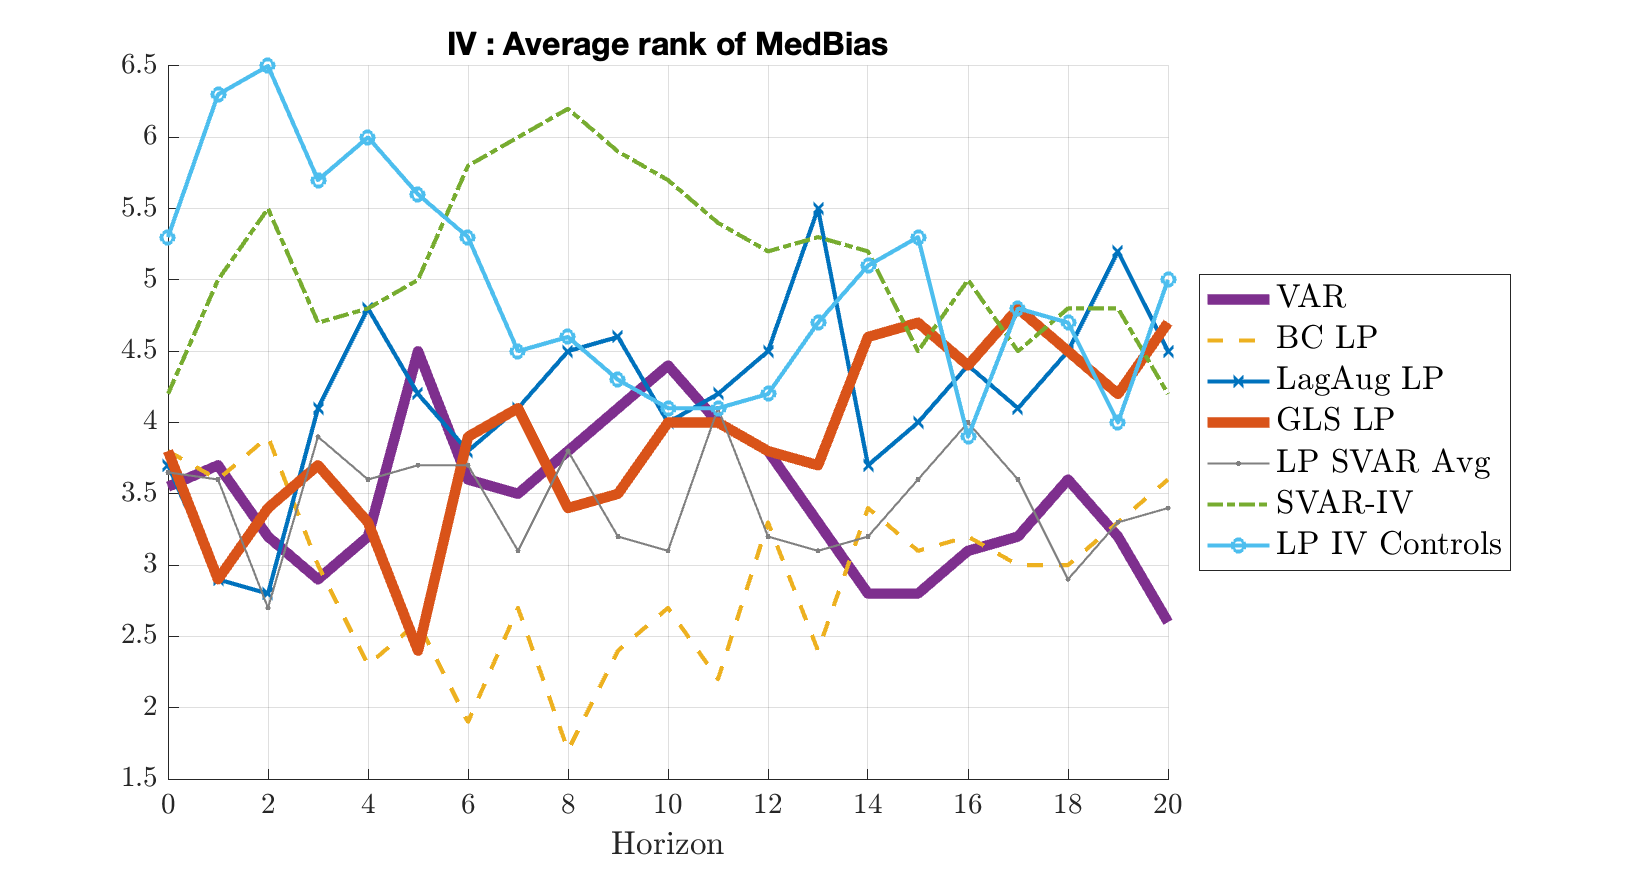 IV : Average rank of MedBias
6.5
6
5.5
5
4.5
4
3.5
3
2.5
2
1.5
0 2 4 6 8 10 12 14 16 18 20
Horizon
VAR
BC LP
LagAug LP
GLS LP
LP SVAR Avg
SVAR-IV
LP IV Controls